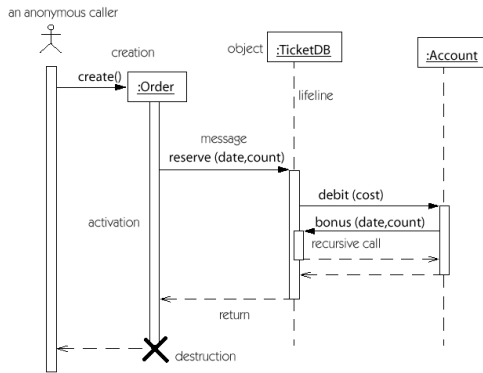 an anonymous caller
creation
object
:TicketDB
:Account
create()
:Order
lifeline
message
reserve (date,count)
debit (cost)
activation
bonus (date,count)
recursive call
return
destruction